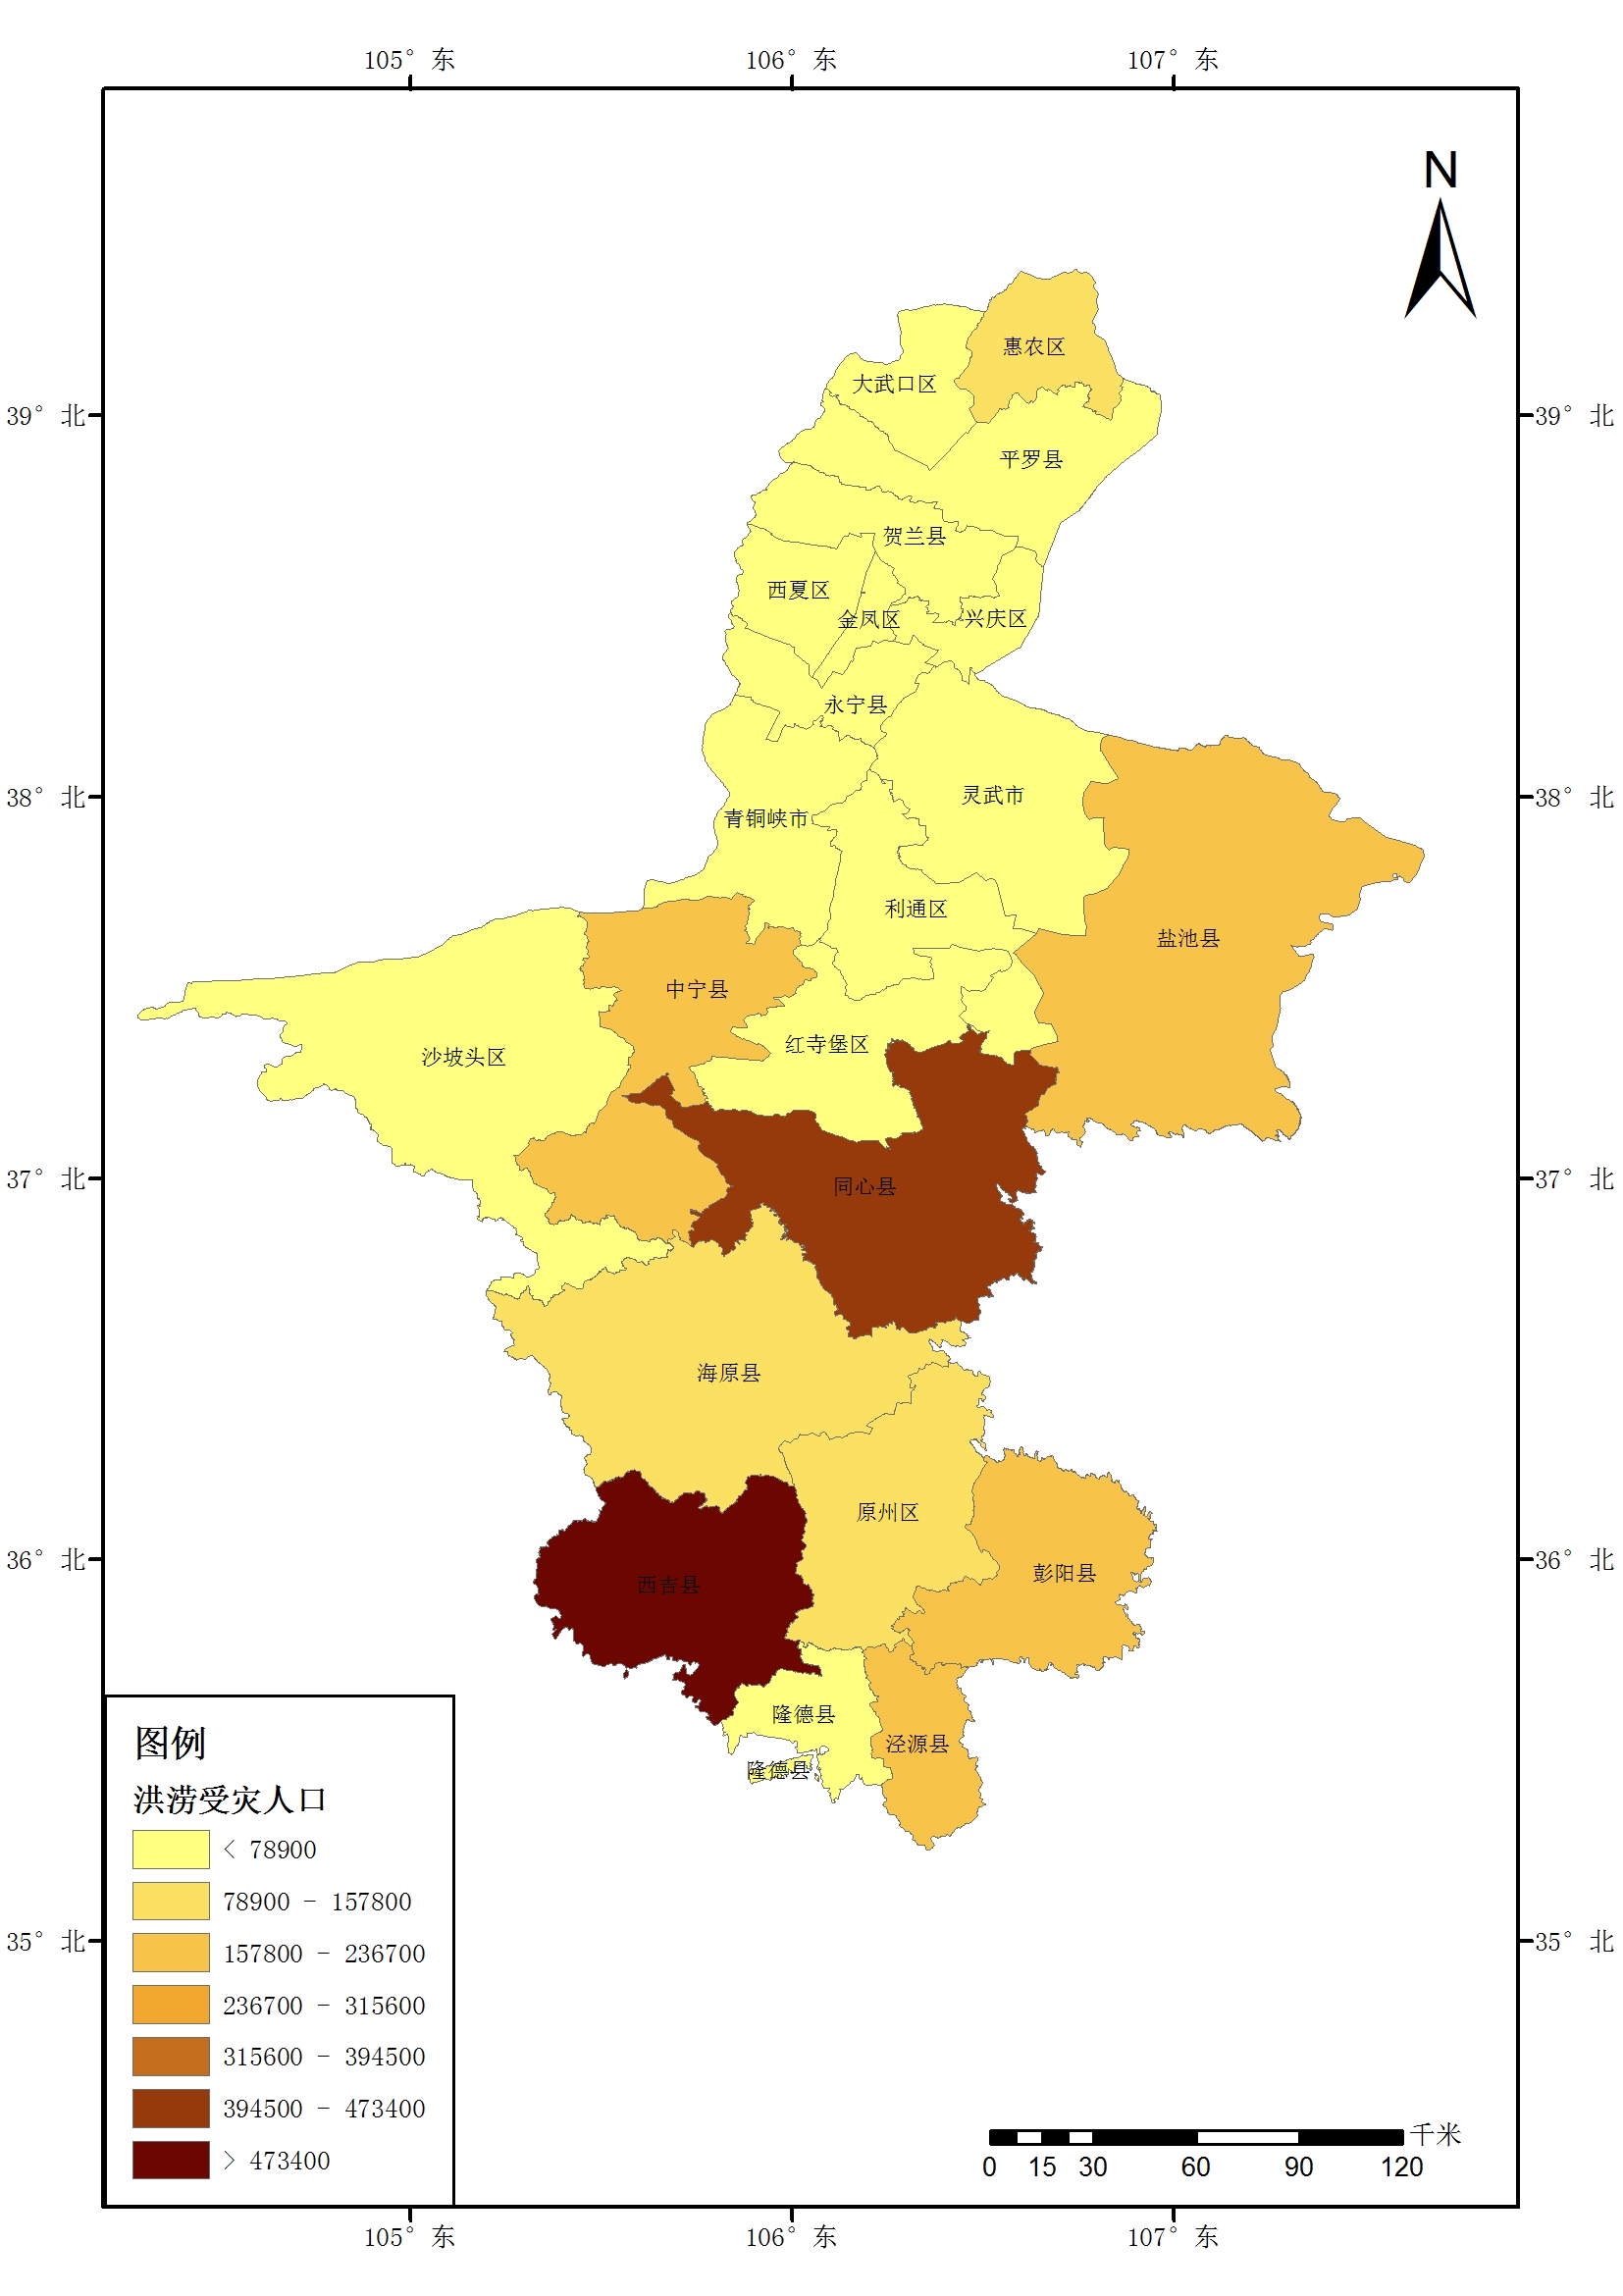 105° 东 106° 东 107° 东
N
惠农区
大武口区
39° 北 39° 北
平罗县
贺兰县
西夏区
金凤区 兴庆区
永宁县
灵武市
38° 北 38° 北
青铜峡市
利通区
盐池县
中宁县
红寺堡区
沙坡头区
37° 北 37° 北
同心县
海原县
原州区
36° 北 36° 北
彭阳县
西吉县
隆德县
泾源县
隆德县
图例
洪涝受灾人口
< 78900
78900 - 157800
35° 北 35° 北
157800 - 236700
236700 - 315600
315600 - 394500
394500 - 473400
千米
> 473400
0 15 30 60 90 120
105° 东 106° 东 107° 东